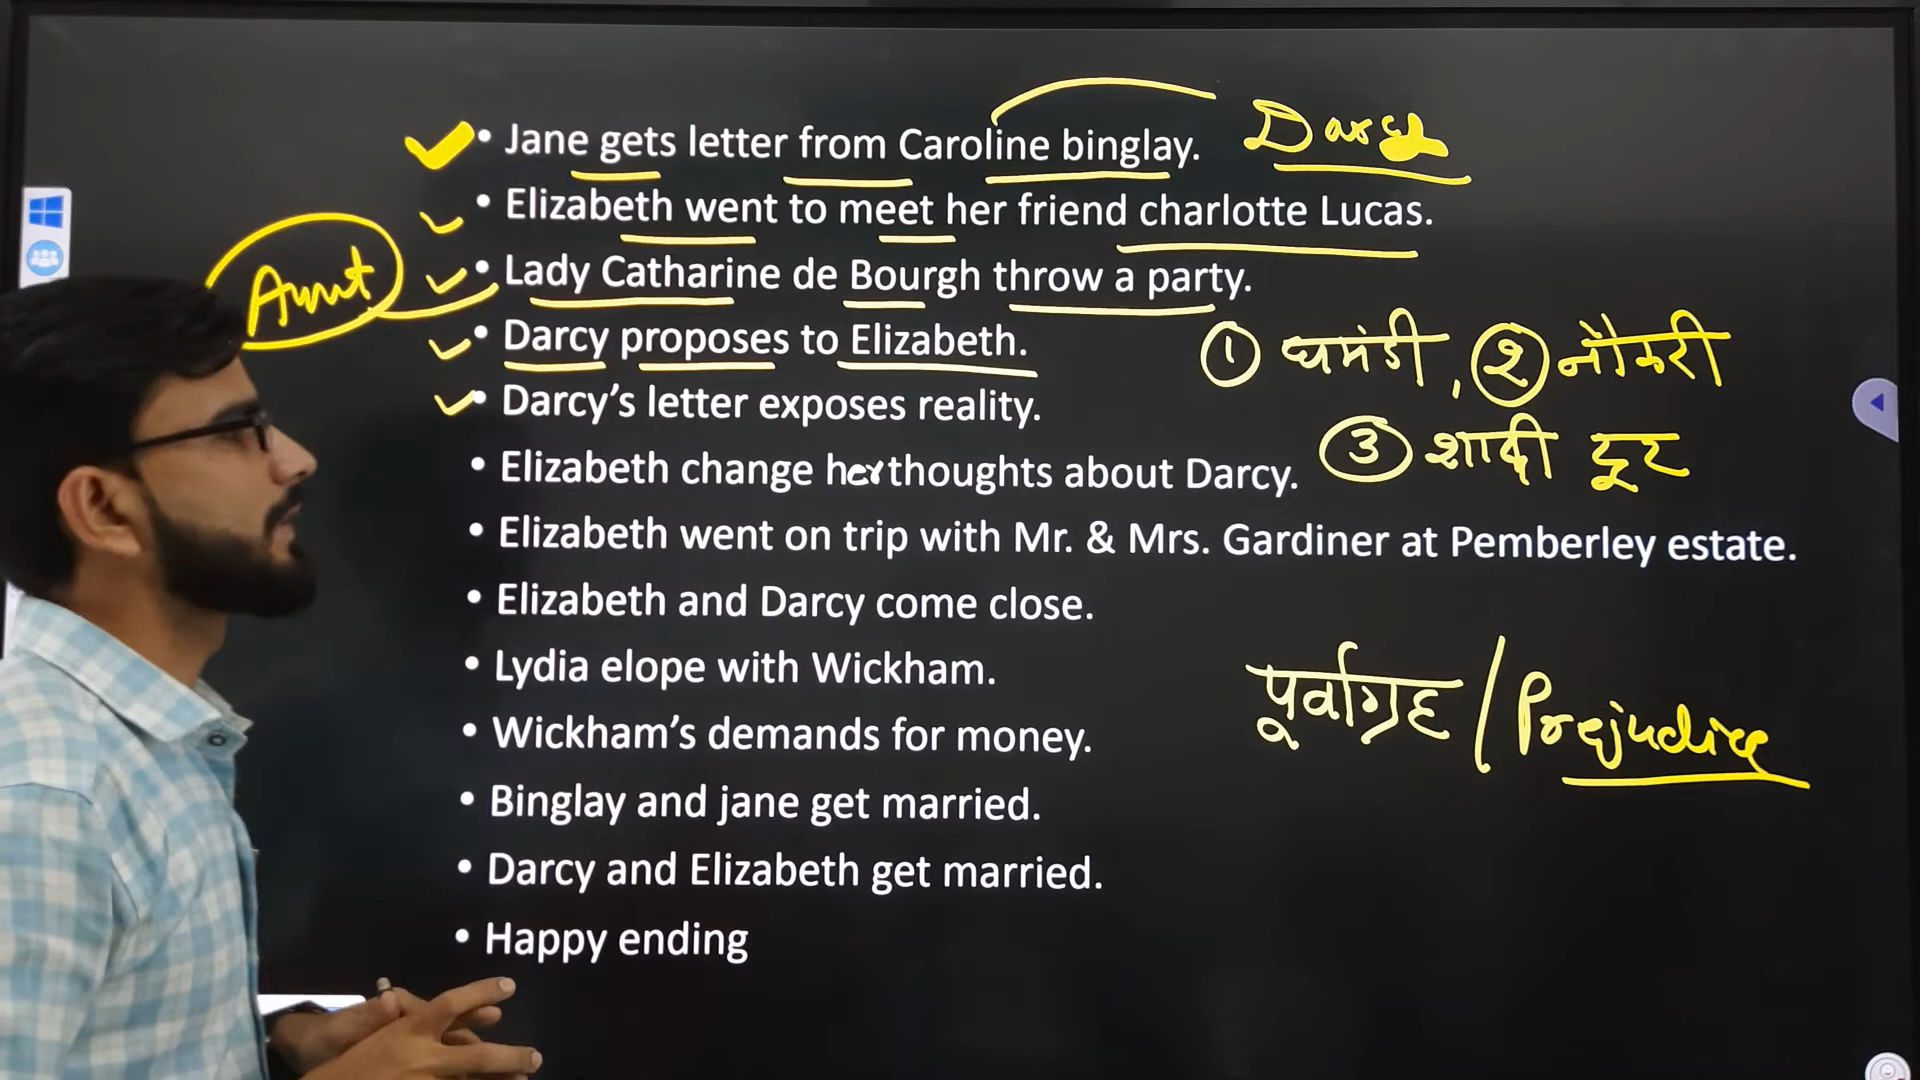 • Jane gets letter from Caroline binglay. Darcy
• Elizabeth went to meet her friend charlotte Lucas.
Aunt
• Lady Catharine de Bourgh throw a party.
• Darcy proposes to Elizabeth.
① घमंडी, ② नौकरी
• Darcy's letter exposes reality.
③ शादी दूर
• Elizabeth change her thoughts about Darcy.
• Elizabeth went on trip with Mr. & Mrs. Gardiner at Pemberley estate.
• Elizabeth and Darcy come close.
• Lydia elope with Wickham.
पूर्वाग्रह / Prejudice
• Wickham's demands for money.
• Binglay and jane get married.
• Darcy and Elizabeth get married.
• Happy ending